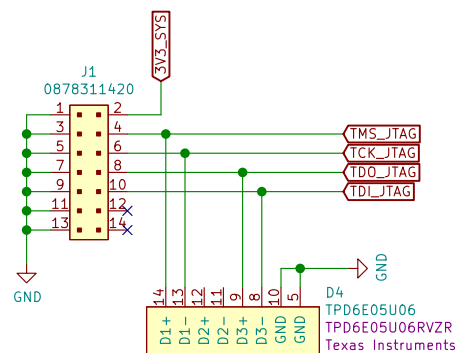 3V3_SYS
J1
0878311420
1 2
3 4 TMS_JTAG
5 6 TCK_JTAG
7 8 TDO_JTAG
9 10 TDI_JTAG
11 12
13 14
GND
GND
14 13 12 11 9 8 10 5
D1+ D1- D2+ D2- D3+ D3- GND GND
D4
TPD6E05U06
TPD6E05U06RVZR
Texas Instruments